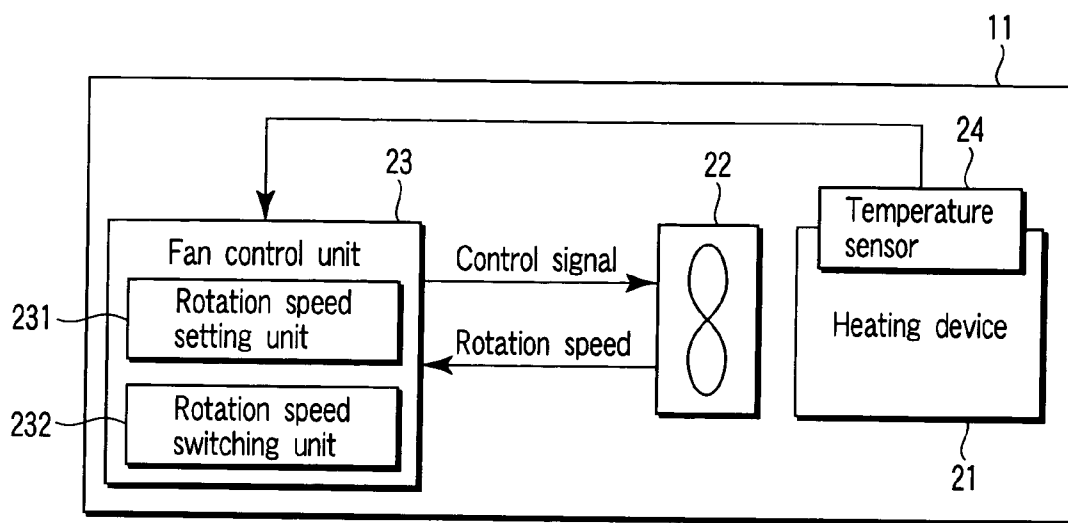 11
24
23
22
Temperature
sensor
Fan control unit
Control signal
231
Rotation speed
setting unit
Rotation speed
Heating device
232
Rotation speed
switching unit
21